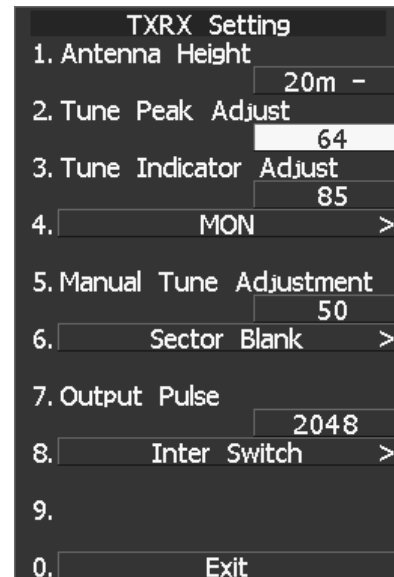 TXRX Setting
1. Antenna Height
20m -
2. Tune Peak Adjust
64
3. Tune Indicator Adjust
85
4. MON >
5. Manual Tune Adjustment
50
6. Sector Blank >
7. Output Pulse
2048
8. Inter Switch >
9.
0. Exit